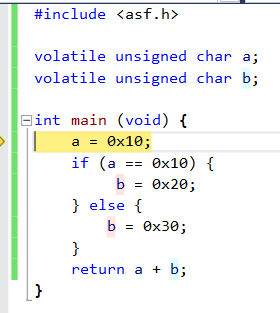 #include <asf.h>
volatile unsigned char a;
volatile unsigned char b;
int main (void) {
    a = 0x10;
    if (a == 0x10) {
        b = 0x20;
    } else {
        b = 0x30;
    }
    return a + b;
}